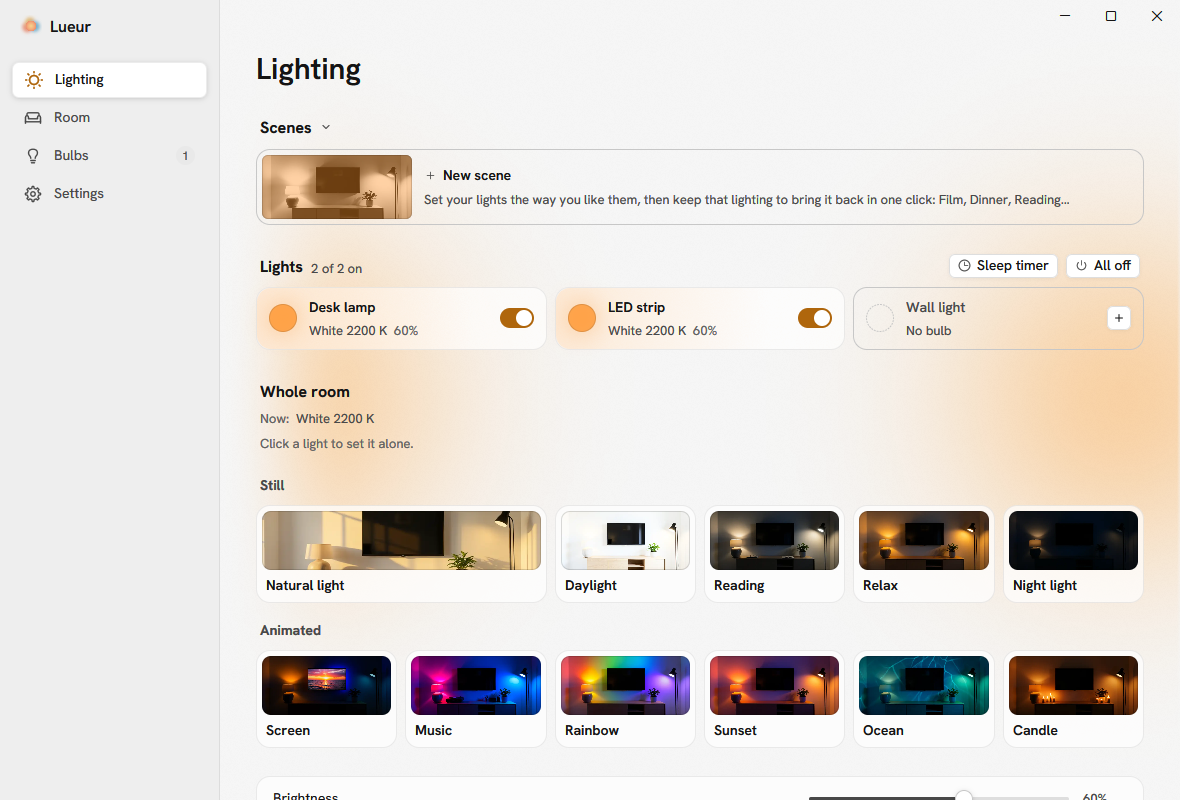 Lueur
Lighting
Room
Bulbs 1
Settings
Lighting
Scenes
+ New scene
Set your lights the way you like them, then keep that lighting to bring it back in one click: Film, Dinner, Reading…
Lights 2 of 2 on
Sleep timer
All off
Desk lamp
White 2200 K 60%
LED strip
White 2200 K 60%
Wall light
No bulb
Whole room
Now: White 2200 K
Click a light to set it alone.
Still
Natural light
Daylight
Reading
Relax
Night light
Animated
Screen
Music
Rainbow
Sunset
Ocean
Candle
Brightness 60%